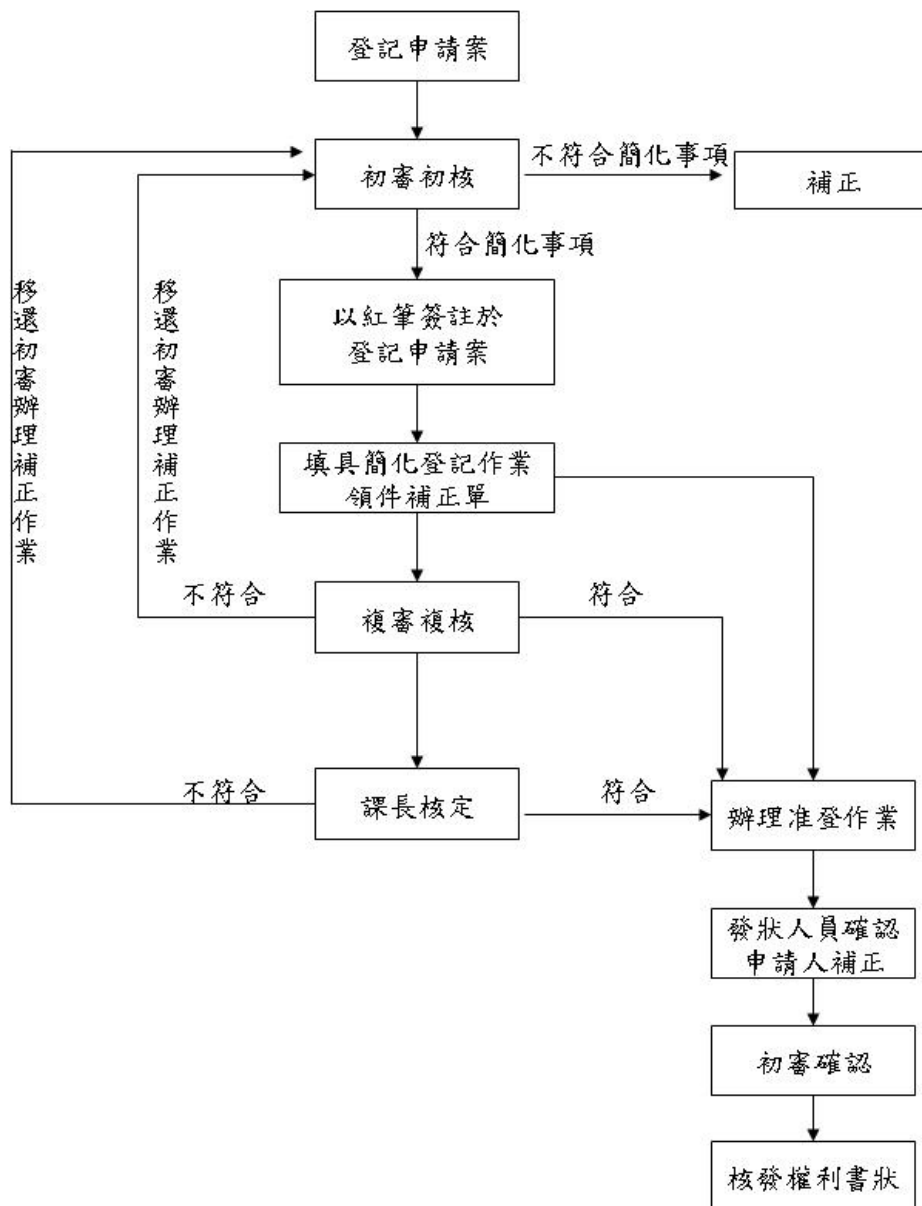 登記申請案
初審初核
不符合簡化事項
補正
符合簡化事項
移還初審辦理補正作業
移還初審辦理補正作業
以紅筆簽註於
登記申請案
填具簡化登記作業
領件補正單
不符合
複審複核
符合
不符合
課長核定
符合
辦理准登作業
發狀人員確認
申請人補正
初審確認
核發權利書狀